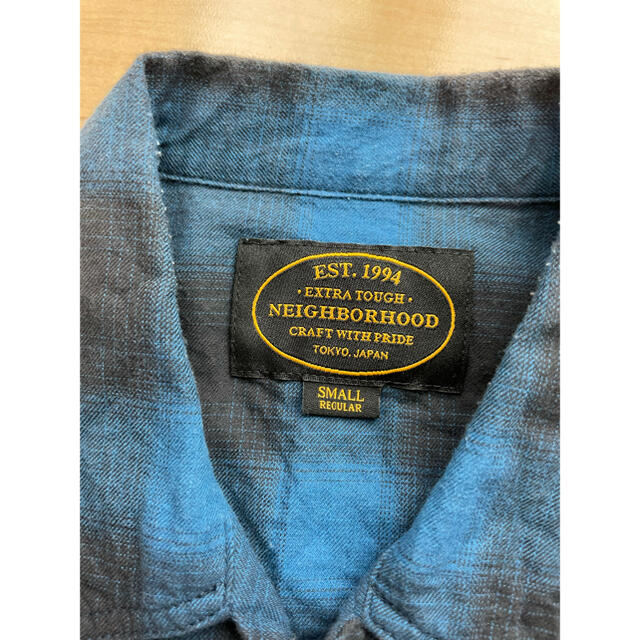 EST. 1994
· EXTRA TOUGH ·
NEIGHBORHOOD
CRAFT WITH PRIDE
TOKYO, JAPAN
SMALL
REGULAR